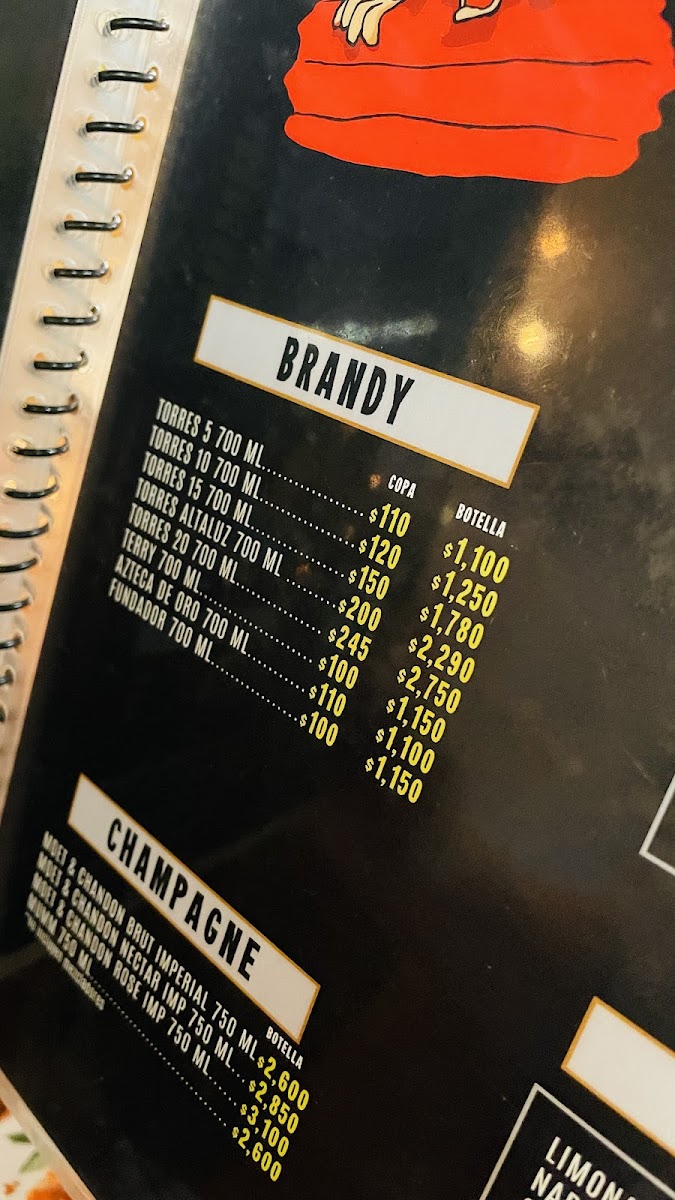 BRANDY
COPA BOTELLA
TORRES 5 700 ML $110 $1,100
TORRES 10 700 ML $120 $1,250
TORRES 15 700 ML $150 $1,780
TORRES ALTALUZ 700 ML $200 $2,290
TORRES 20 700 ML $245 $2,750
TERRY 700 ML $100 $1,150
AZTECA DE ORO 700 ML $110 $1,100
FUNDADOR 700 ML $100 $1,150
CHAMPAGNE
BOTELLA
MOET & CHANDON BRUT IMPERIAL 750 ML $2,600
MOET & CHANDON NECTAR IMP 750 ML $2,850
MOET & CHANDON ROSE IMP 750 ML $3,100
MUMM 750 ML $2,600